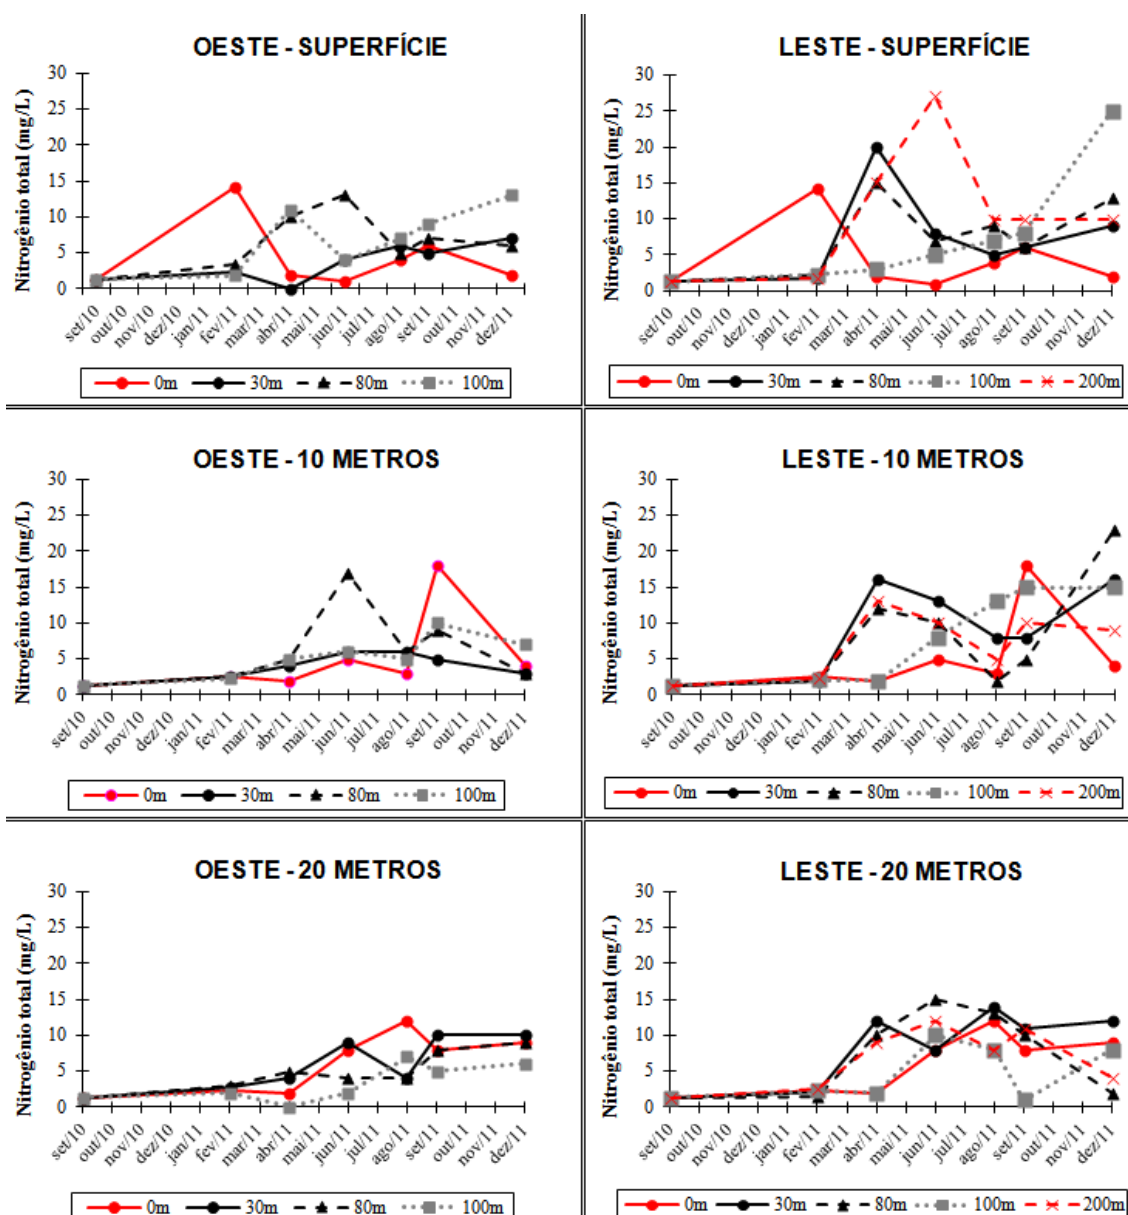 OESTE - SUPERFÍCIE
Nitrogênio total (mg/L)
30
25
20
15
10
5
0
set/10 out/10 nov/10 dez/10 jan/11 fev/11 mar/11 abr/11 mai/11 jun/11 jul/11 ago/11 set/11 out/11 nov/11 dez/11
0m 30m 80m 100m
LESTE - SUPERFÍCIE
Nitrogênio total (mg/L)
30
25
20
15
10
5
0
set/10 out/10 nov/10 dez/10 jan/11 fev/11 mar/11 abr/11 mai/11 jun/11 jul/11 ago/11 set/11 out/11 nov/11 dez/11
0m 30m 80m 100m 200m
OESTE - 10 METROS
Nitrogênio total (mg/L)
30
25
20
15
10
5
0
set/10 out/10 nov/10 dez/10 jan/11 fev/11 mar/11 abr/11 mai/11 jun/11 jul/11 ago/11 set/11 out/11 nov/11 dez/11
0m 30m 80m 100m
LESTE - 10 METROS
Nitrogênio total (mg/L)
30
25
20
15
10
5
0
set/10 out/10 nov/10 dez/10 jan/11 fev/11 mar/11 abr/11 mai/11 jun/11 jul/11 ago/11 set/11 out/11 nov/11 dez/11
0m 30m 80m 100m 200m
OESTE - 20 METROS
Nitrogênio total (mg/L)
30
25
20
15
10
5
0
set/10 out/10 nov/10 dez/10 jan/11 fev/11 mar/11 abr/11 mai/11 jun/11 jul/11 ago/11 set/11 out/11 nov/11 dez/11
0m 30m 80m 100m
LESTE - 20 METROS
Nitrogênio total (mg/L)
30
25
20
15
10
5
0
set/10 out/10 nov/10 dez/10 jan/11 fev/11 mar/11 abr/11 mai/11 jun/11 jul/11 ago/11 set/11 out/11 nov/11 dez/11
0m 30m 80m 100m 200m